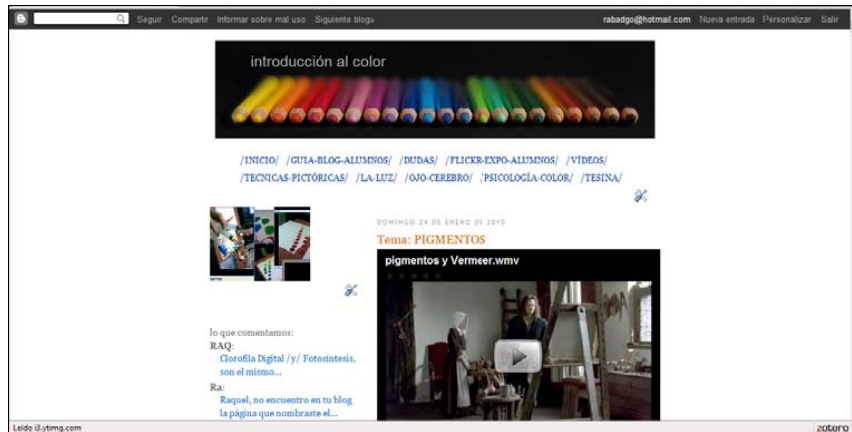 Seguir Compartir Informar sobre mal uso Siguiente blog»
rabadgo@hotmail.com Nueva entrada Personalizar Salir
introducción al color
/INICIO/ /GUIA-BLOG-ALUMNOS/ /DUDAS/ /FLICKR-EXPO-ALUMNOS/ /VÍDEOS/
/TECNICAS-PICTÓRICAS/ /LA-LUZ/ /OJO-CEREBRO/ /PSICOLOGÍA-COLOR/ /TESINA/
DOMINGO 24 DE ENERO DE 2010
Tema: PIGMENTOS
pigmentos y Vermeer.wmv
lo que comentamos:
RAQ:
Clorofila Digital /y/ Fotosíntesis,
son el mismo...
Ra:
Raquel, no encuentro en tu blog
la página que nombraste el...
Leído i3.ytimg.com
zotero